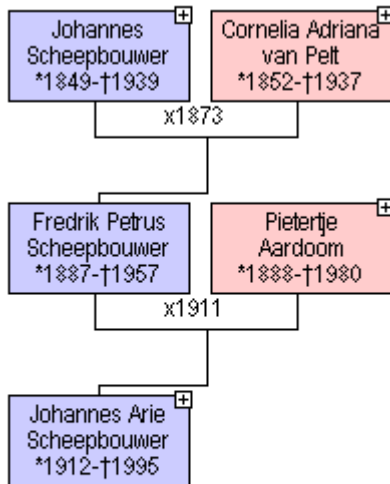 Johannes
Scheepbouwer
*1849-†1939
Cornelia Adriana
van Pelt
*1852-†1937
x1873
Fredrik Petrus
Scheepbouwer
*1887-†1957
Pietertje
Aardoom
*1888-†1980
x1911
Johannes Arie
Scheepbouwer
*1912-†1995